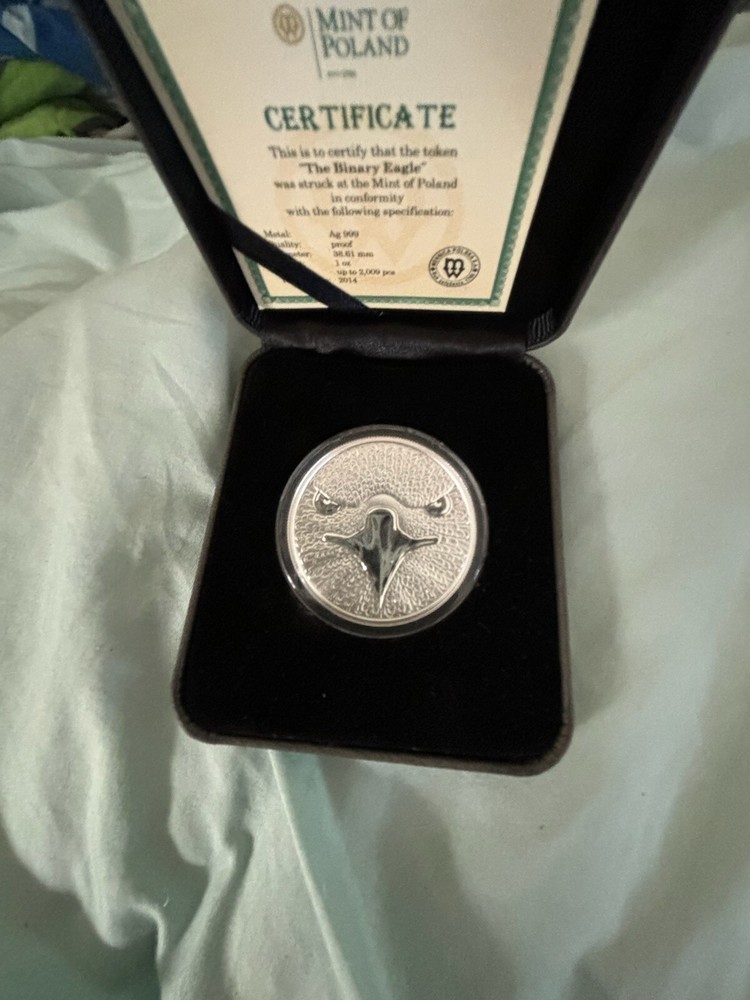 MINT OF
POLAND
CERTIFICATE
This is to certify that the token
"The Binary Eagle"
was struck at the Mint of Poland
in conformity
with the following specification:
Metal: Ag 999
proof
38.61 mm
1 oz
up to 2,009 pcs
2014